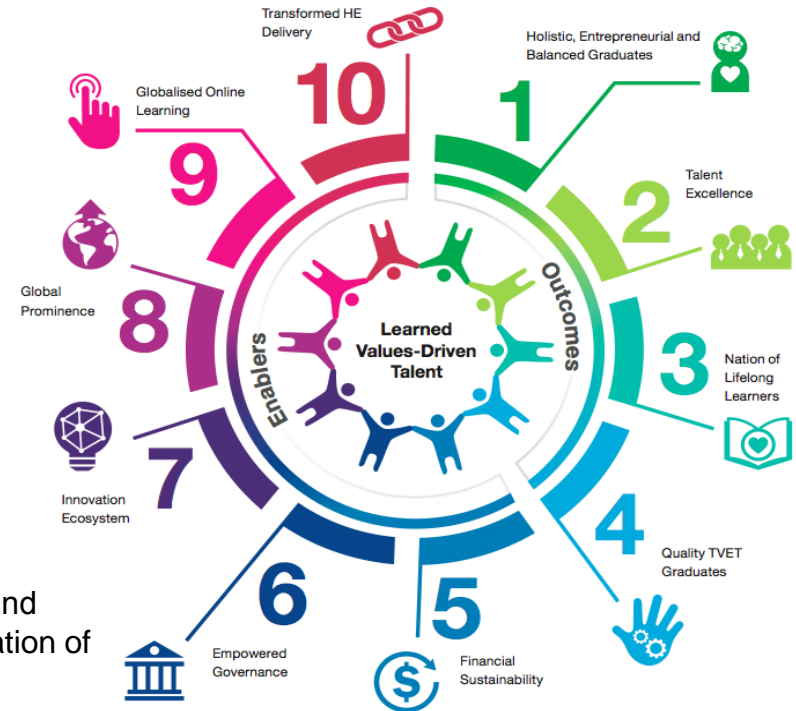 Transformed HE
Delivery
10
Holistic, Entrepreneurial and
Balanced Graduates
1
Talent
Excellence
2
Nation of
Lifelong
Learners
3
Quality TVET
Graduates
4
Financial
Sustainability
5
$
Empowered
Governance
6
Innovation
Ecosystem
7
Global
Prominence
8
Globalised Online
Learning
9
Outcomes
Enablers
Learned
Values-Driven
Talent
of